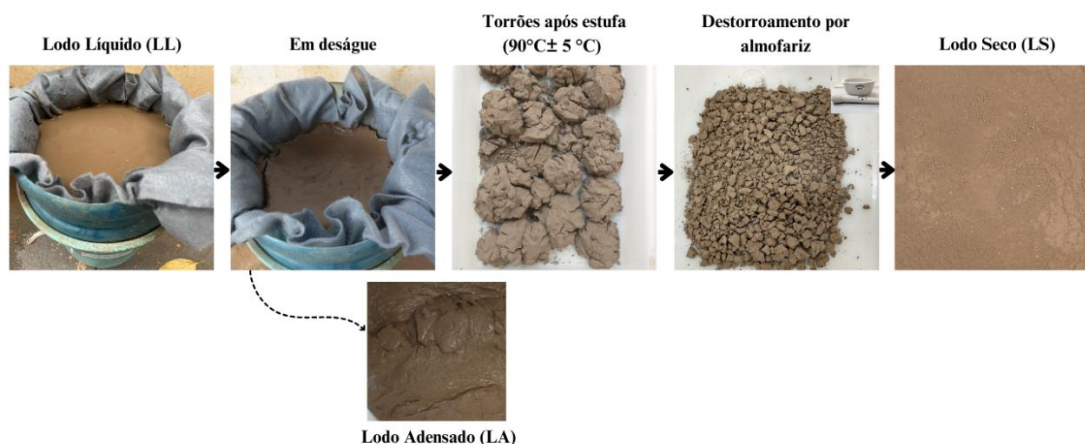 Lodo Líquido (LL)
Em deságue
Torrões após estufa
(90°C± 5 °C)
Destorroamento por
almofariz
Lodo Seco (LS)
Lodo Adensado (LA)